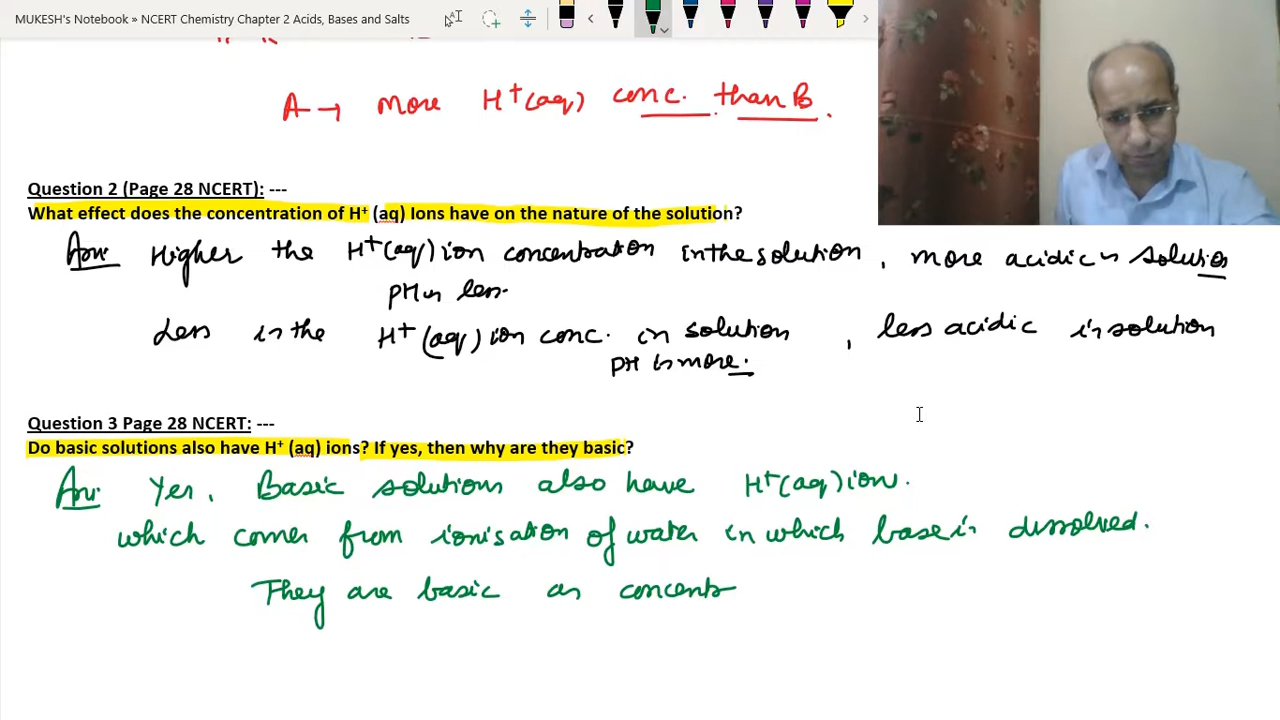 MUKESH's Notebook » NCERT Chemistry Chapter 2 Acids, Bases and Salts
A → more H+(aq) conc. than B.
Question 2 (Page 28 NCERT): ---
What effect does the concentration of H⁺ (aq) Ions have on the nature of the solution?
Ans: Higher the H+(aq) ion concentration in the solution, more acidic is solution
PH is less.
Less is the H+(aq) ion conc. in solution, less acidic is solution
PH is more.
Question 3 Page 28 NCERT: ---
Do basic solutions also have H⁺ (aq) ions? If yes, then why are they basic?
Ans: Yes. Basic solutions also have H+(aq) ion.
which comes from ionisation of water in which base is dissolved.
They are basic as concentr